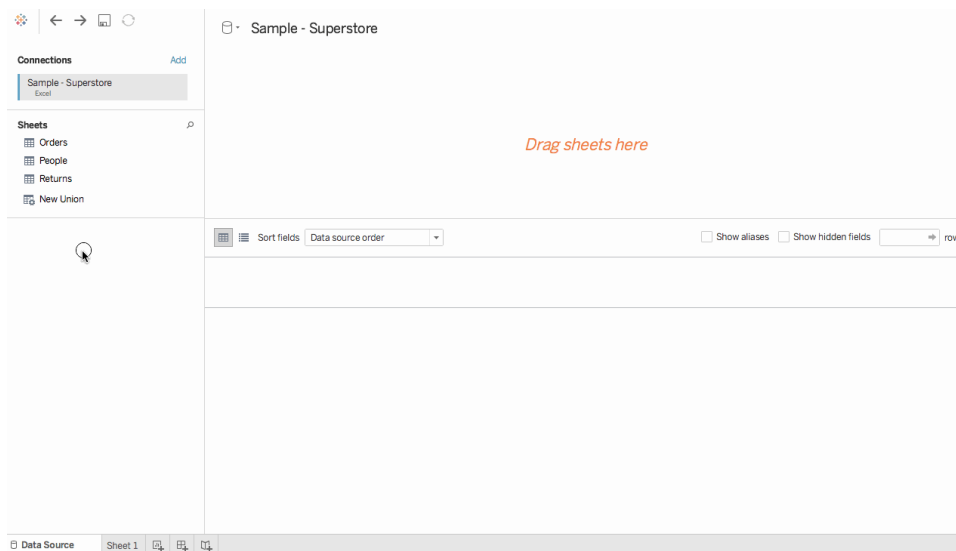 Sample - Superstore
Connections Add
Sample - Superstore
Excel
Sheets
Orders
People
Returns
New Union
Drag sheets here
Sort fields Data source order Show aliases Show hidden fields
Data Source Sheet 1